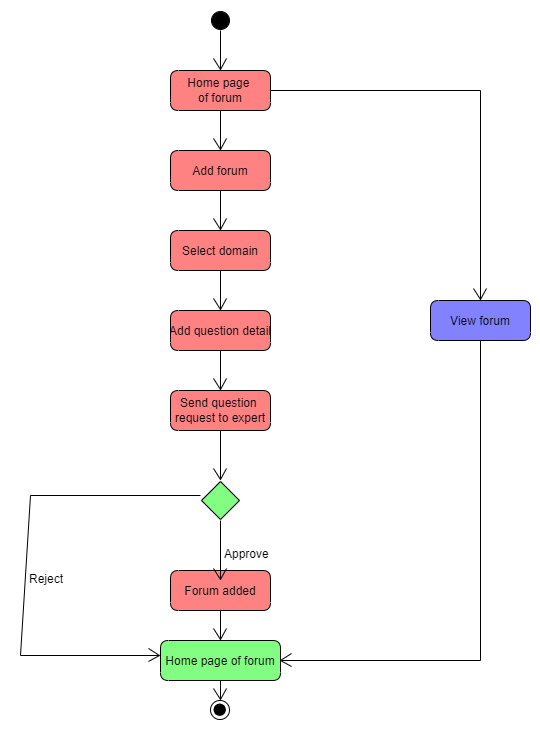 Home page
of forum
Add forum
Select domain
Add question detail
View forum
Send question
request to expert
Approve
Reject
Forum added
Home page of forum